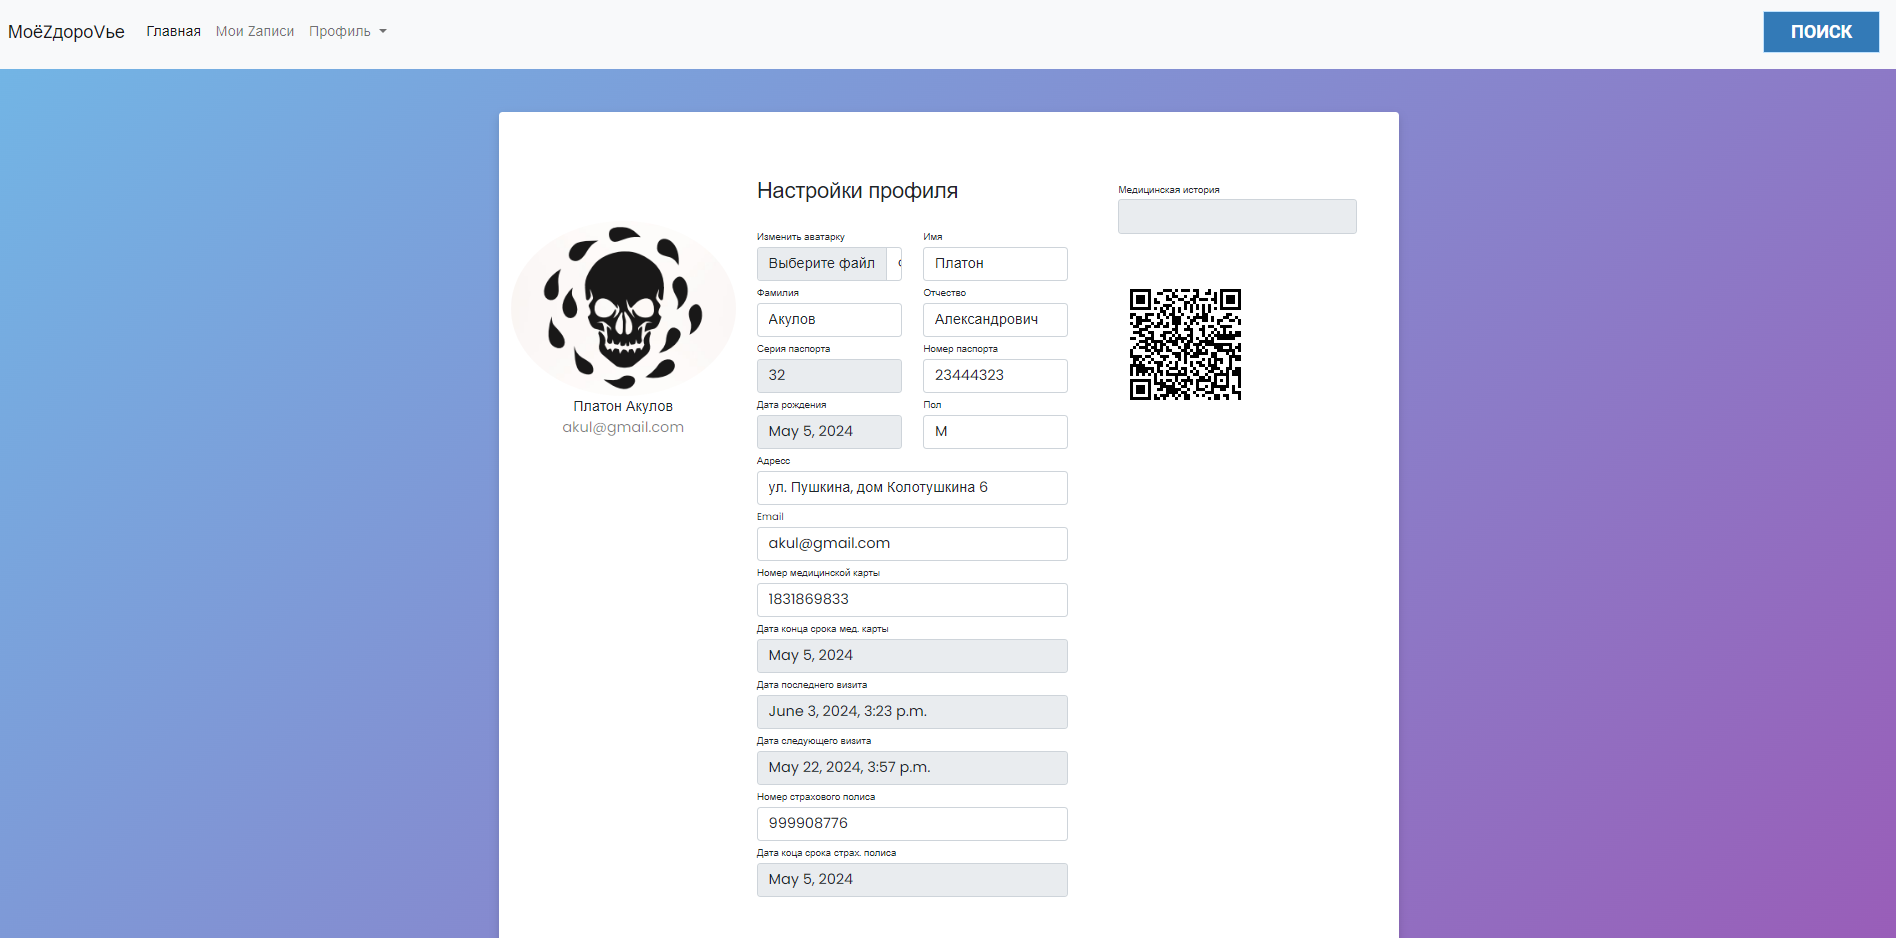 МоёZдороVье Главная Мои Zаписи Профиль ПОИСК
Настройки профиля
Изменить аватарку Имя
Выберите файл Платон
Фамилия Отчество
Акулов Александрович
Серия паспорта Номер паспорта
32 23444323
Дата рождения Пол
May 5, 2024 М
Адресс
ул. Пушкина, дом Колотушкина 6
Email
akul@gmail.com
Номер медицинской карты
1831869833
Дата конца срока мед. карты
May 5, 2024
Дата последнего визита
June 3, 2024, 3:23 p.m.
Дата следующего визита
May 22, 2024, 3:57 p.m.
Номер страхового полиса
999908776
Дата коца срока страх. полиса
May 5, 2024
Платон Акулов
akul@gmail.com
Медицинская история